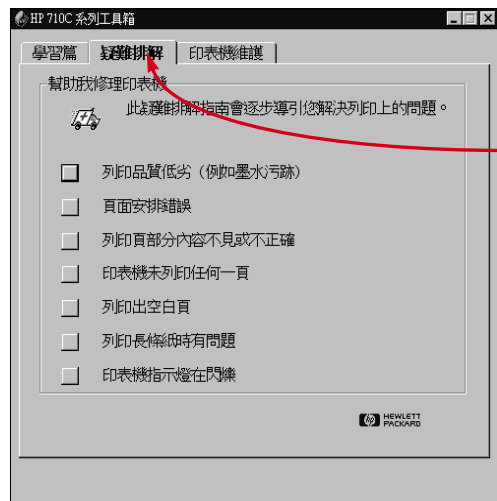 HP 710C 系列工具箱
學習篇 疑難排解 印表機維護
幫助我修理印表機
此疑難排解指南會逐步導引您解決列印上的問題。
列印品質低劣（例如墨水污跡）
頁面安排錯誤
列印頁部分內容不見或不正確
印表機未列印任何一頁
列印出空白頁
列印長條紙時有問題
印表機指示燈在閃爍
hp HEWLETT
PACKARD